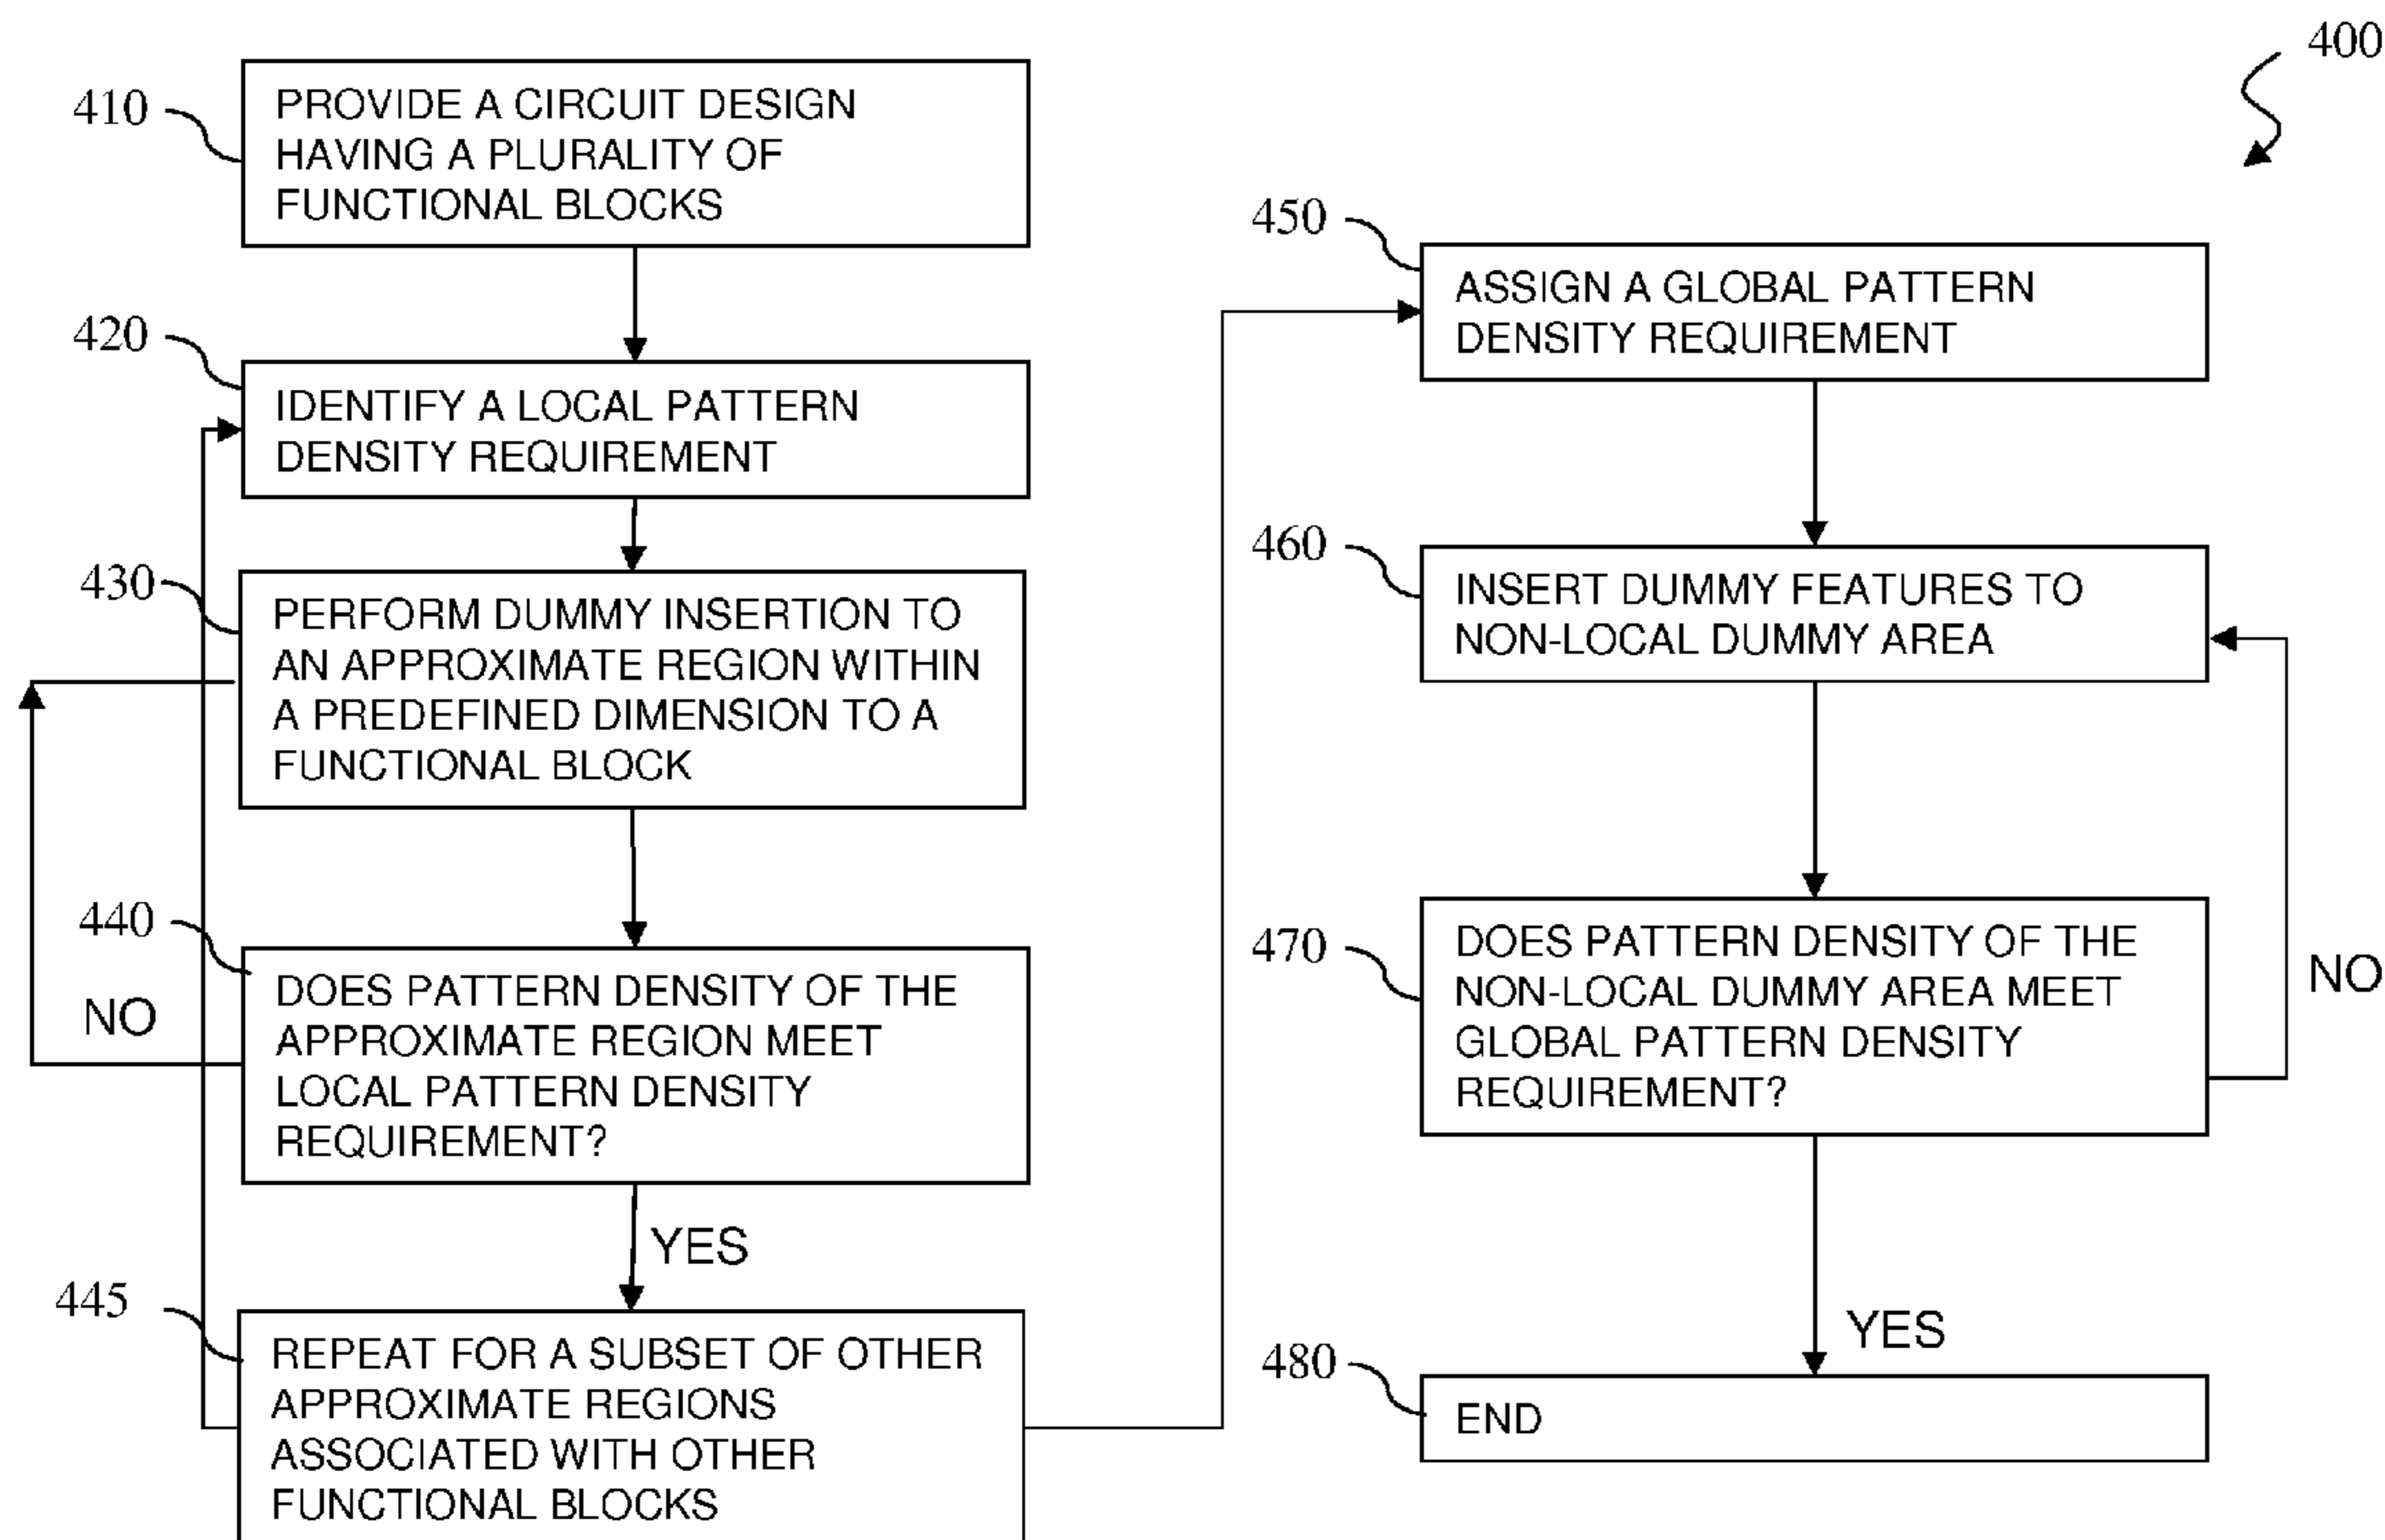 400
410
PROVIDE A CIRCUIT DESIGN
HAVING A PLURALITY OF
FUNCTIONAL BLOCKS
420
IDENTIFY A LOCAL PATTERN
DENSITY REQUIREMENT
430
PERFORM DUMMY INSERTION TO
AN APPROXIMATE REGION WITHIN
A PREDEFINED DIMENSION TO A
FUNCTIONAL BLOCK
440
DOES PATTERN DENSITY OF THE
APPROXIMATE REGION MEET
LOCAL PATTERN DENSITY
REQUIREMENT?
NO
YES
445
REPEAT FOR A SUBSET OF OTHER
APPROXIMATE REGIONS
ASSOCIATED WITH OTHER
FUNCTIONAL BLOCKS
450
ASSIGN A GLOBAL PATTERN
DENSITY REQUIREMENT
460
INSERT DUMMY FEATURES TO
NON-LOCAL DUMMY AREA
470
DOES PATTERN DENSITY OF THE
NON-LOCAL DUMMY AREA MEET
GLOBAL PATTERN DENSITY
REQUIREMENT?
NO
YES
480
END